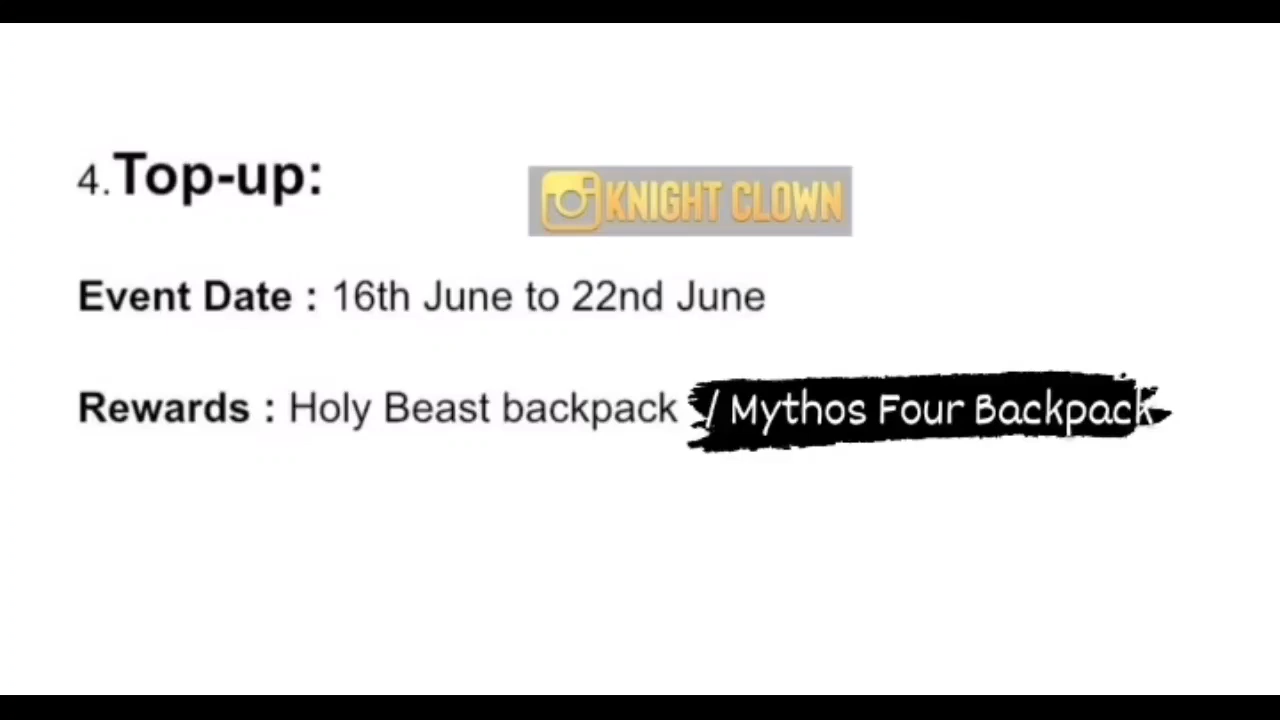 4.Top-up:
KNIGHT CLOWN
Event Date : 16th June to 22nd June
Rewards : Holy Beast backpack / Mythos Four Backpack